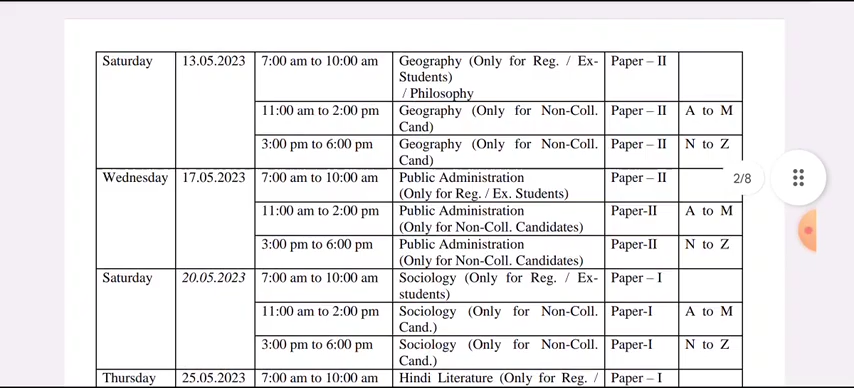 Saturday 13.05.2023 7:00 am to 10:00 am Geography (Only for Reg. / Ex- Paper – II
Students)
/ Philosophy
11:00 am to 2:00 pm Geography (Only for Non-Coll. Paper – II A to M
Cand)
3:00 pm to 6:00 pm Geography (Only for Non-Coll. Paper – II N to Z
Cand)
Wednesday 17.05.2023 7:00 am to 10:00 am Public Administration Paper – II
(Only for Reg. / Ex. Students)
2/8
11:00 am to 2:00 pm Public Administration Paper-II A to M
(Only for Non-Coll. Candidates)
3:00 pm to 6:00 pm Public Administration Paper-II N to Z
(Only for Non-Coll. Candidates)
Saturday 20.05.2023 7:00 am to 10:00 am Sociology (Only for Reg. / Ex- Paper – I
students)
11:00 am to 2:00 pm Sociology (Only for Non-Coll. Paper-I A to M
Cand.)
3:00 pm to 6:00 pm Sociology (Only for Non-Coll. Paper-I N to Z
Cand.)
Thursday 25.05.2023 7:00 am to 10:00 am Hindi Literature (Only for Reg. / Paper – I